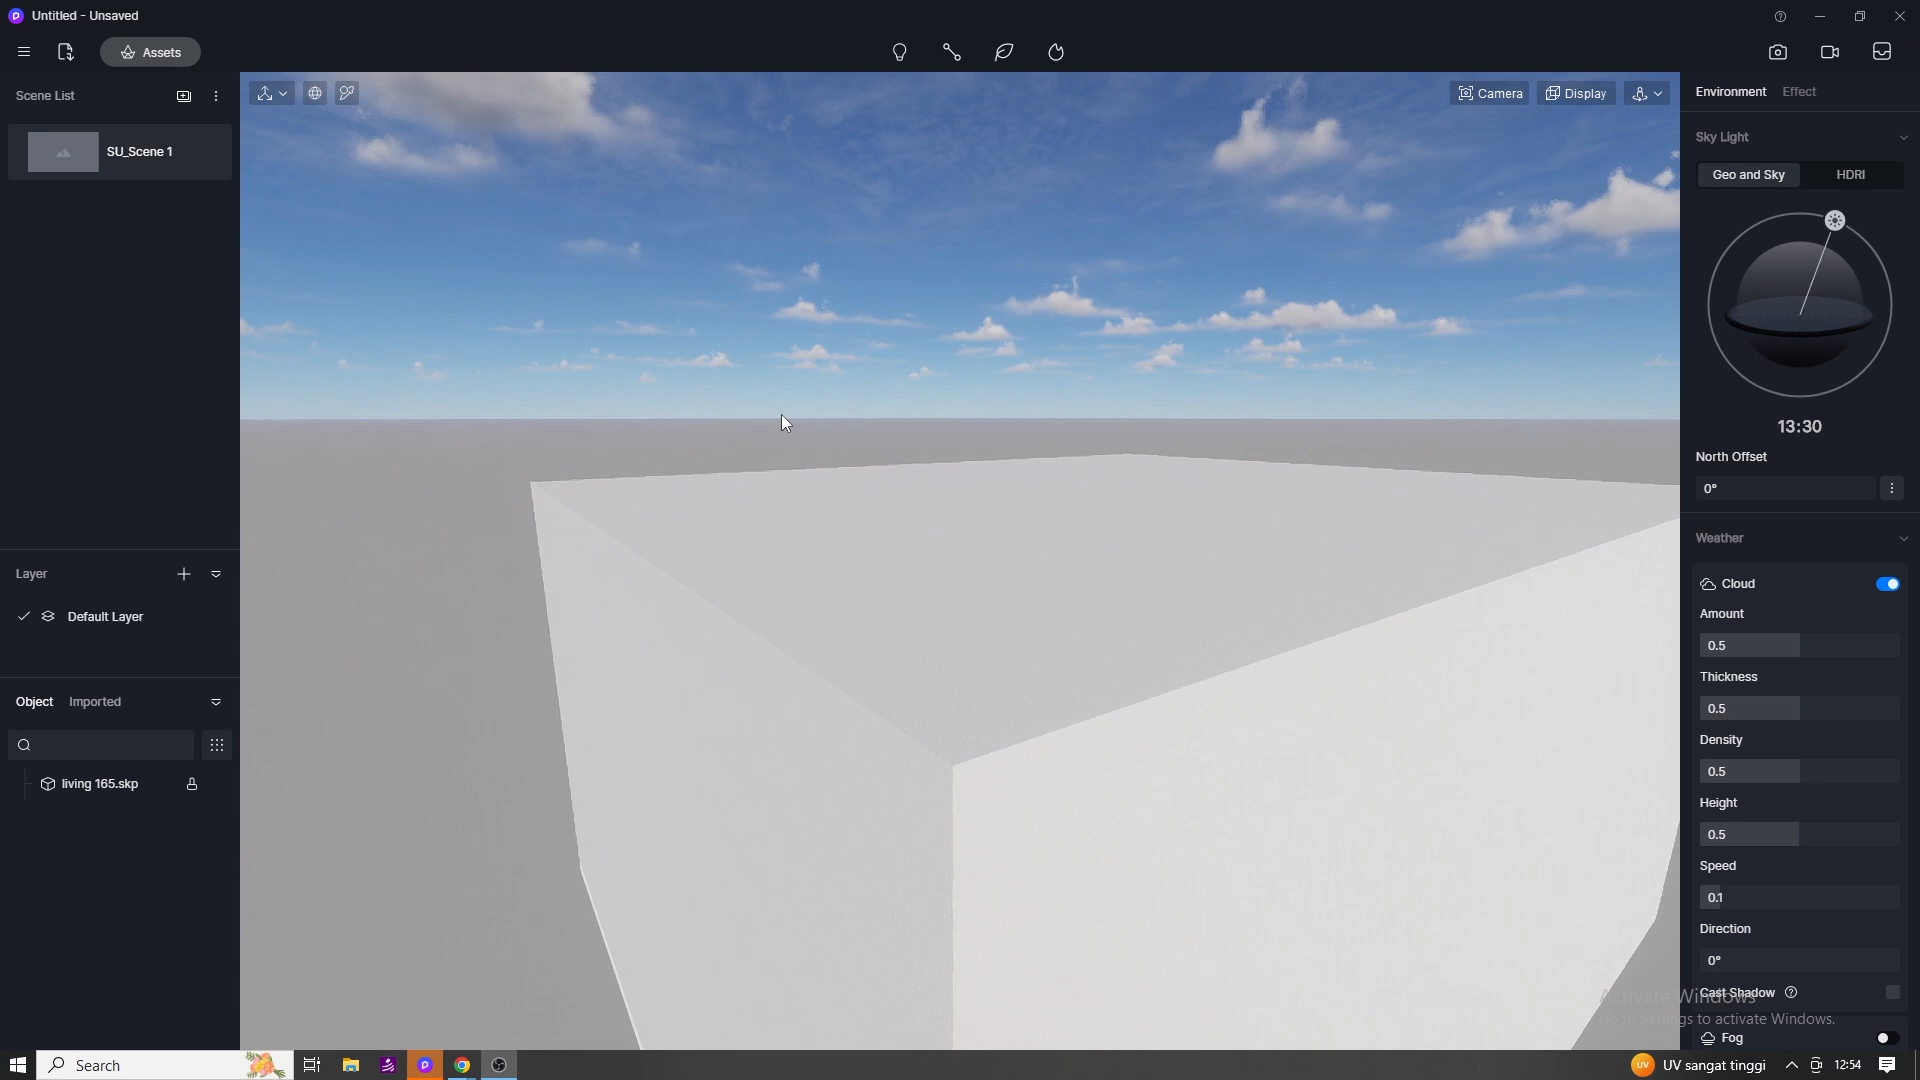 Untitled - Unsaved
Assets
Scene List
SU_Scene 1
Camera
Display
Environment
Effect
Sky Light
Geo and Sky
HDRI
13:30
North Offset
0°
Weather
Cloud
Amount
0.5
Thickness
0.5
Density
0.5
Height
0.5
Speed
0.1
Direction
0°
Cast Shadow
Fog
Layer
Default Layer
Object
Imported
living 165.skp
Activate Windows
Go to Settings to activate Windows.
Search
UV
UV sangat tinggi
12:54